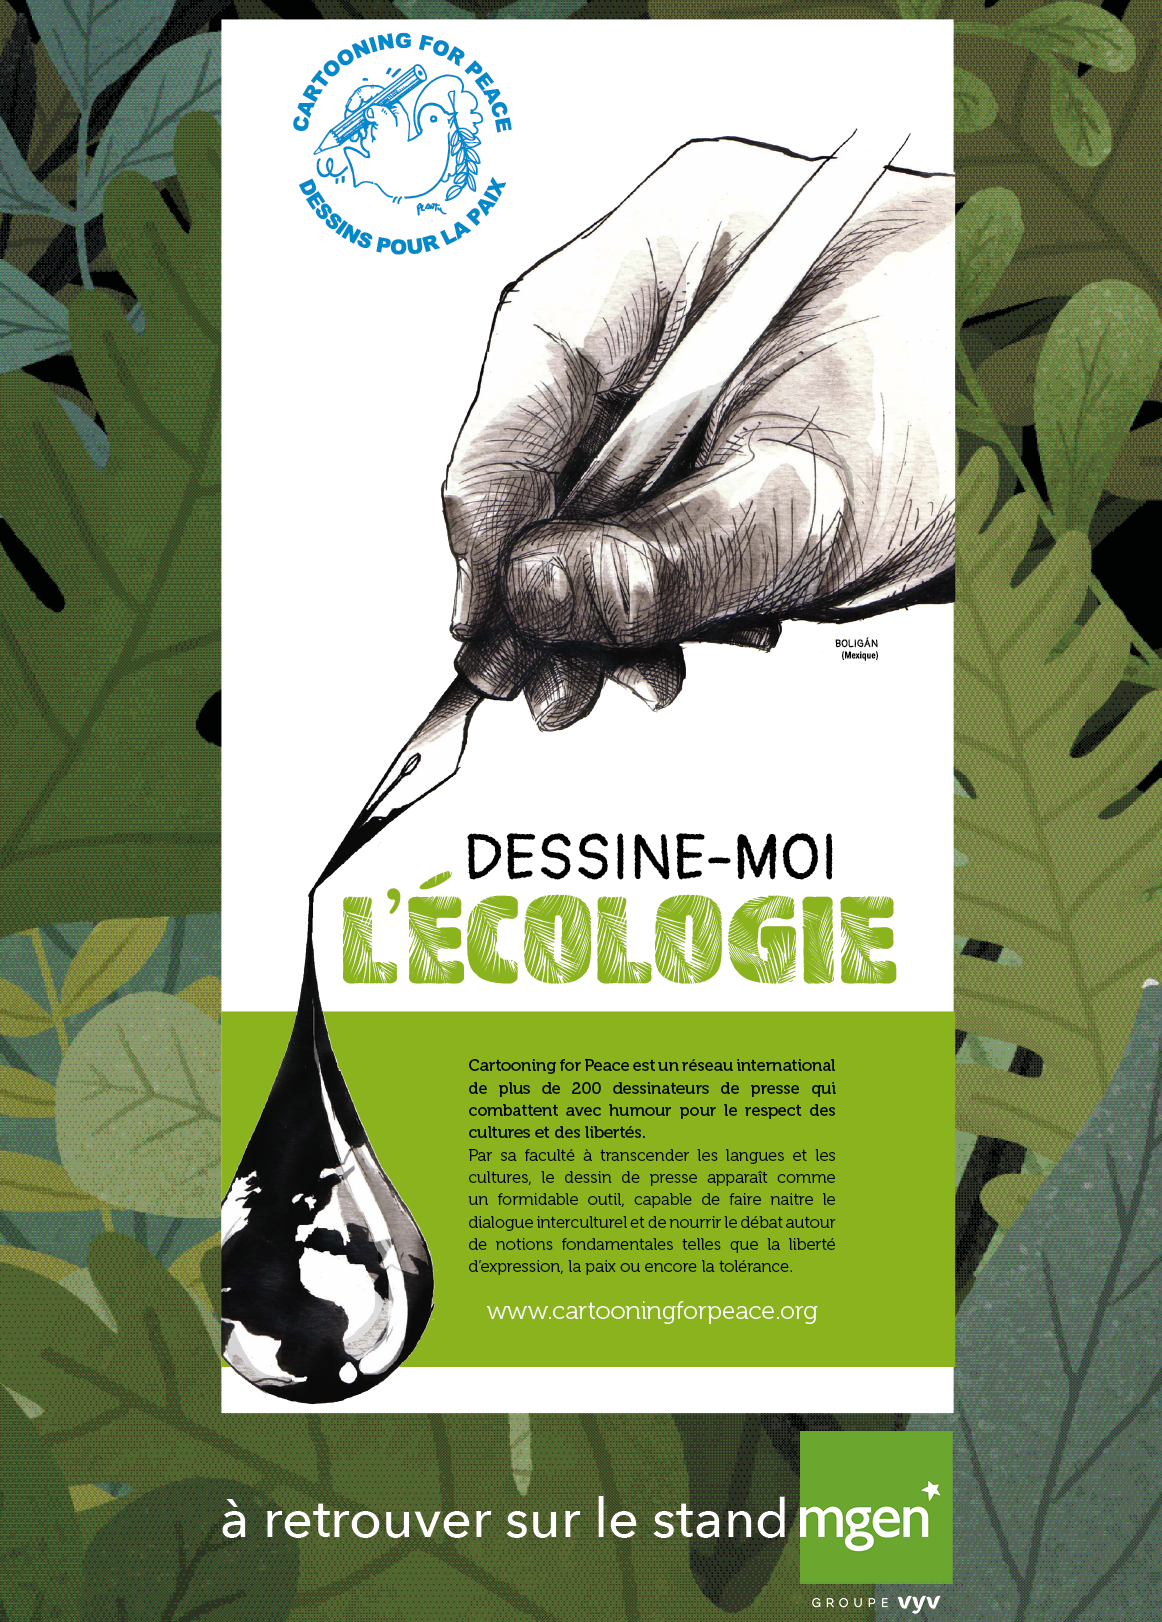 CARTOONING FOR PEACE
DESSINS POUR LA PAIX
BOLIGÁN
(Mexique)
DESSINE-MOI
L'ÉCOLOGIE
Cartooning for Peace est un réseau international
de plus de 200 dessinateurs de presse qui
combattent avec humour pour le respect des
cultures et des libertés.
Par sa faculté à transcender les langues et les
cultures, le dessin de presse apparaît comme
un formidable outil, capable de faire naitre le
dialogue interculturel et de nourrir le débat autour
de notions fondamentales telles que la liberté
d'expression, la paix ou encore la tolérance.
www.cartooningforpeace.org
à retrouver sur le stand mgen
GROUPE vyv